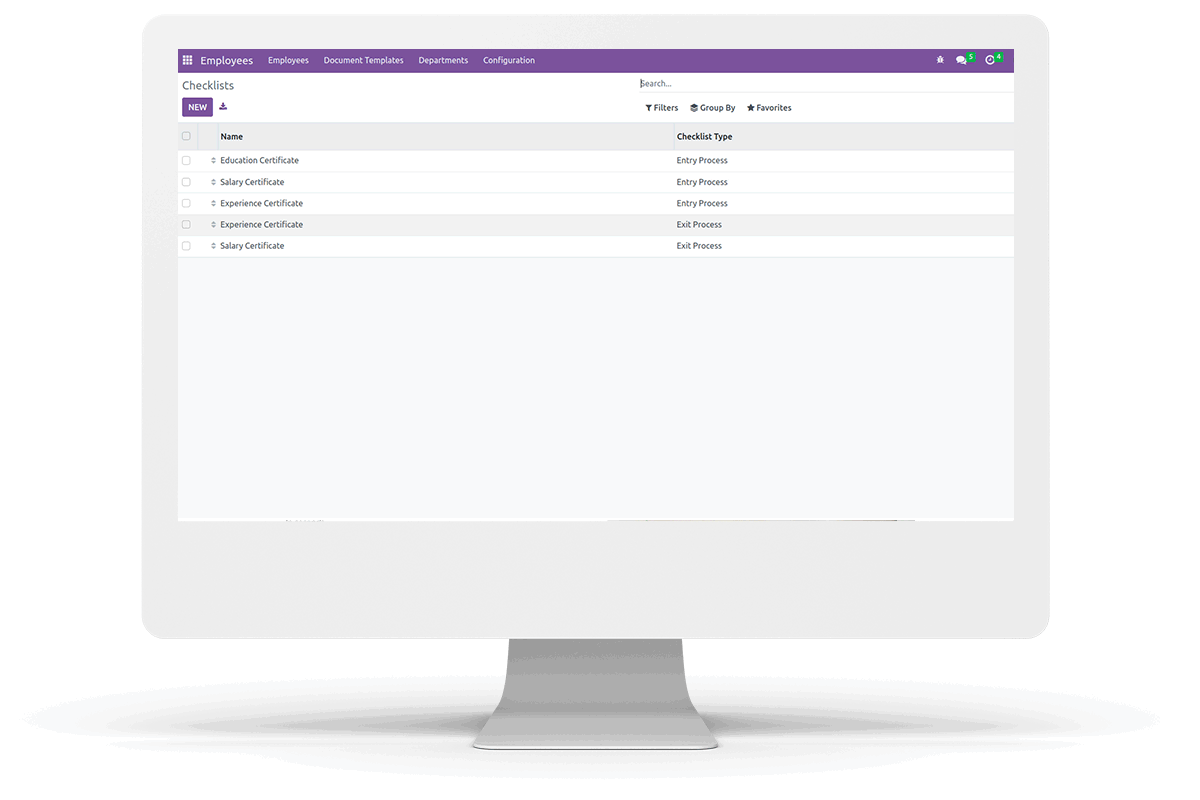 Employees Employees Document Templates Departments Configuration 5 4
Checklists Search...
NEW Filters Group By Favorites
Name Checklist Type
Education Certificate Entry Process
Salary Certificate Entry Process
Experience Certificate Entry Process
Experience Certificate Exit Process
Salary Certificate Exit Process